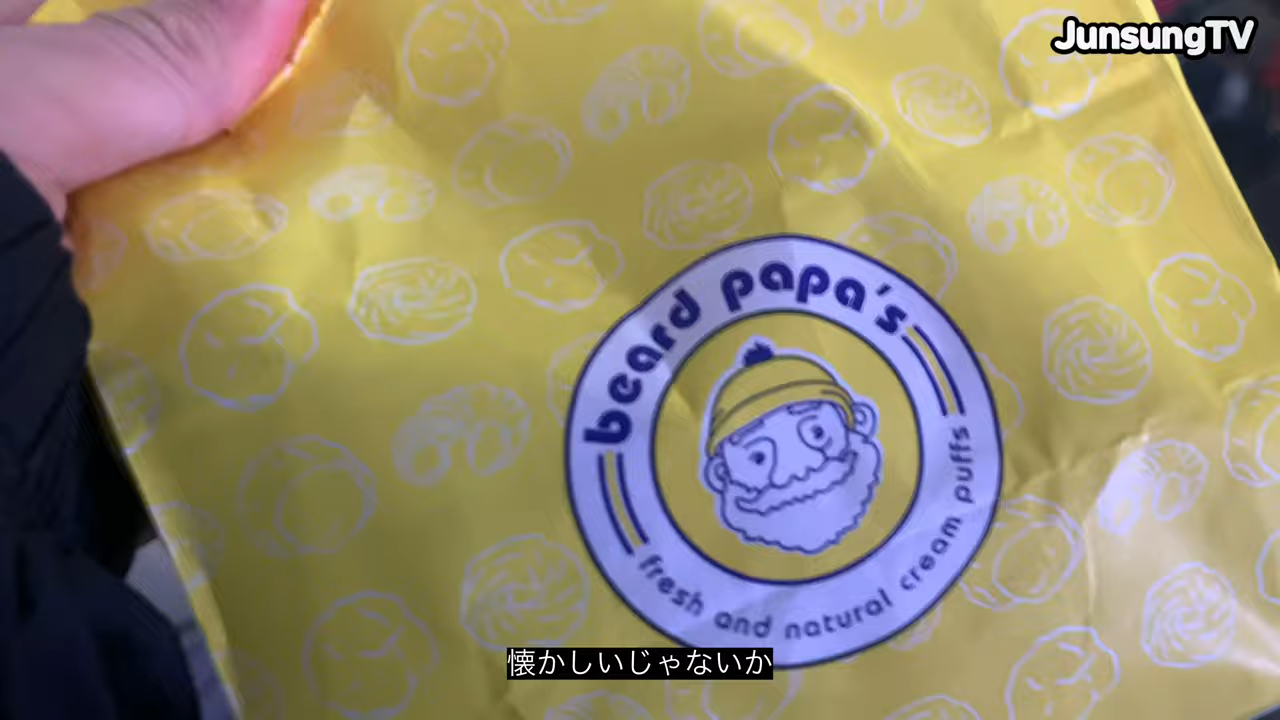 JunsungTV
beard papa's
fresh and natural cream puffs
懐かしいじゃないか